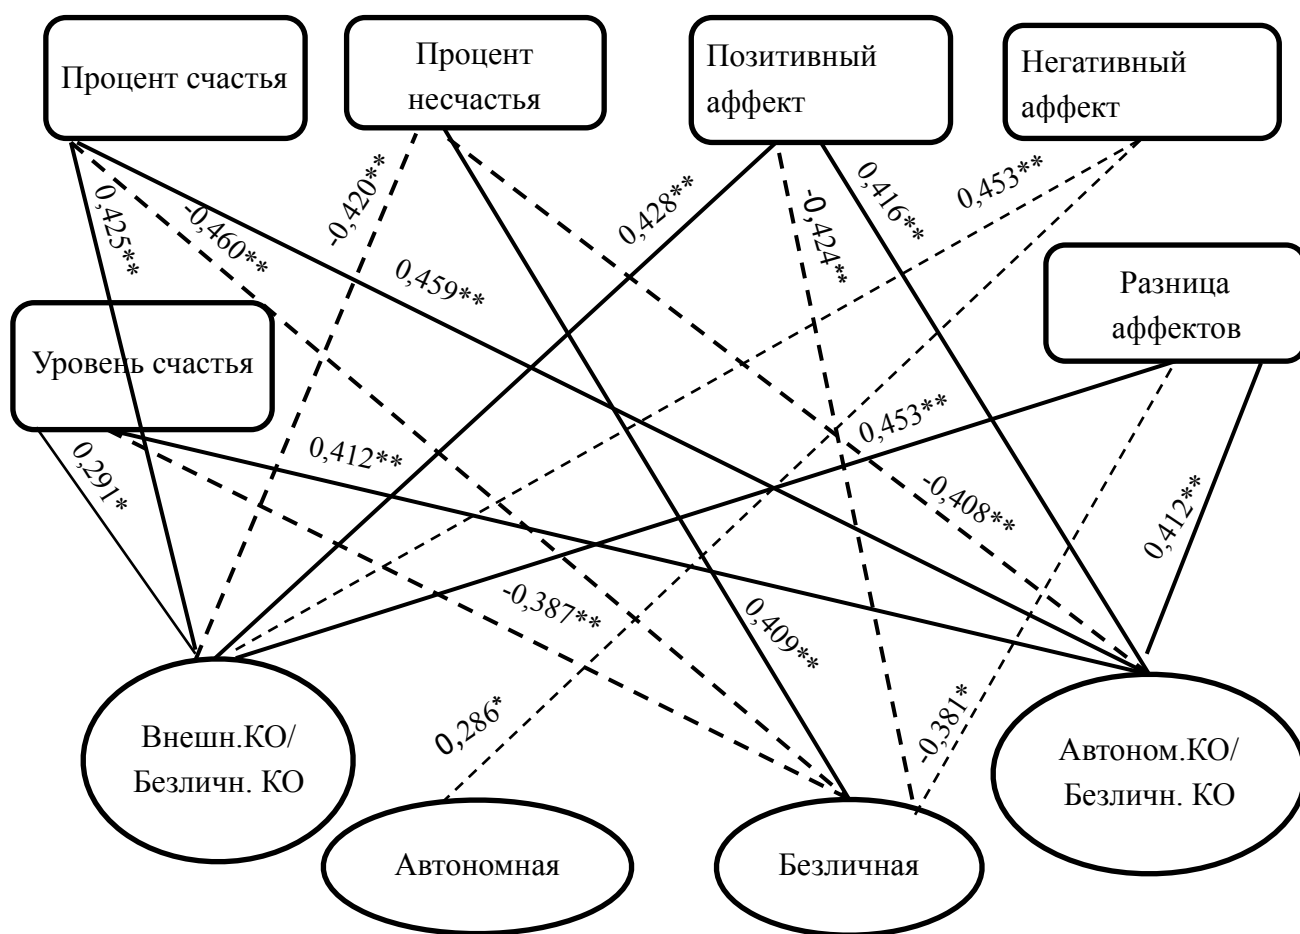 Процент счастья
Процент
несчастья
Позитивный
аффект
Негативный
аффект
0,425**
-0,460**
-0,420**
0,459**
0,428**
-0,424**
0,416**
0,453**
Разница
аффектов
Уровень счастья
0,291*
0,412**
0,453**
-0,408**
0,412**
-0,387**
0,409**
0,286*
-0,381*
Внешн.КО/
Безличн. КО
Автономная
Безличная
Автоном.КО/
Безличн. КО